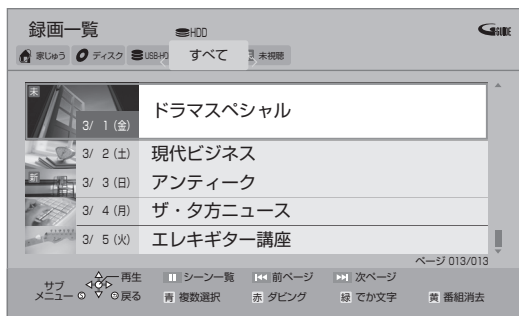 録画一覧
HDD
GGUIDE
家じゅう ディスク USB-HD すべて 未視聴
未
3/ 1 (金) ドラマスペシャル
3/ 2 (土) 現代ビジネス
新
3/ 3 (日) アンティーク
3/ 4 (月) ザ・夕方ニュース
3/ 5 (火) エレキギター講座
ページ 013/013
サブメニュー 再生 戻る
シーン一覧 前ページ 次ページ
青 複数選択 赤 ダビング 緑 でか文字 黄 番組消去